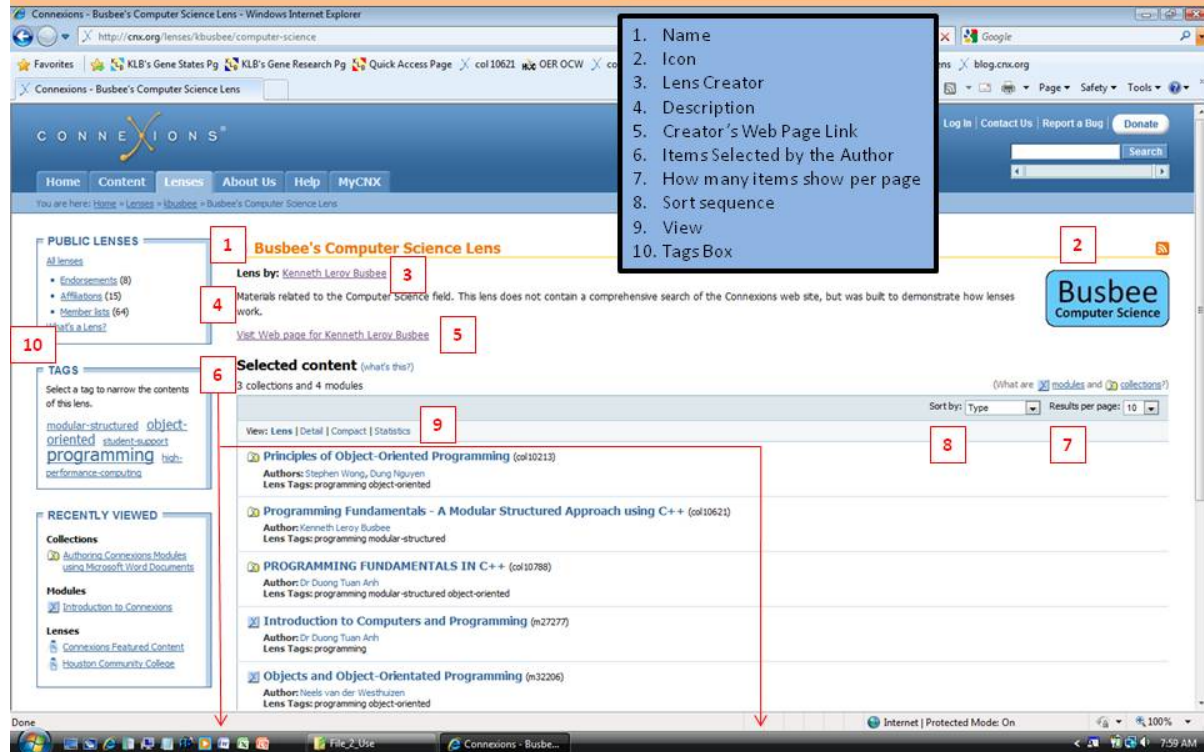 Connexions - Busbee's Computer Science Lens - Windows Internet Explorer
http://cnx.org/lenses/kbusbee/computer-science
Google
Favorites KLB's Gene States Pg KLB's Gene Research Pg Quick Access Page col 10621 OER OCW blog.cnx.org
Connexions - Busbee's Computer Science Lens
Page Safety Tools
1. Name
2. Icon
3. Lens Creator
4. Description
5. Creator's Web Page Link
6. Items Selected by the Author
7. How many items show per page
8. Sort sequence
9. View
10. Tags Box
CONNEXIONS®
Log In | Contact Us | Report a Bug | Donate
Search
Home Content Lenses About Us Help MyCNX
You are here: Home » Lenses » kbusbee » Busbee's Computer Science Lens
PUBLIC LENSES
All lenses
• Endorsements (8)
• Affiliations (15)
• Member lists (64)
What's a Lens?
10
TAGS
Select a tag to narrow the contents
of this lens.
modular-structured object-
oriented student-support
programming high-
performance-computing
RECENTLY VIEWED
Collections
Authoring Connexions Modules
using Microsoft Word Documents
Modules
Introduction to Connexions
Lenses
Connexions Featured Content
Houston Community College
1 Busbee's Computer Science Lens 2
Lens by: Kenneth Leroy Busbee 3
Busbee
Computer Science
4 Materials related to the Computer Science field. This lens does not contain a comprehensive search of the Connexions web site, but was built to demonstrate how lenses
work.
Visit Web page for Kenneth Leroy Busbee 5
6 Selected content (what's this?)
3 collections and 4 modules (What are modules and collections?)
Sort by: Type Results per page: 10
View: Lens | Detail | Compact | Statistics 9
8 7
Principles of Object-Oriented Programming (col10213)
Authors: Stephen Wong, Dung Nguyen
Lens Tags: programming object-oriented
Programming Fundamentals - A Modular Structured Approach using C++ (col10621)
Author: Kenneth Leroy Busbee
Lens Tags: programming modular-structured
PROGRAMMING FUNDAMENTALS IN C++ (col10788)
Author: Dr Duong Tuan Anh
Lens Tags: programming modular-structured object-oriented
Introduction to Computers and Programming (m27277)
Author: Dr Duong Tuan Anh
Lens Tags: programming
Objects and Object-Orientated Programming (m32206)
Author: Neels van der Westhuizen
Lens Tags: programming object-oriented
Done Internet | Protected Mode: On 100%
File_2_Use Connexions - Busbe... 7:59 AM